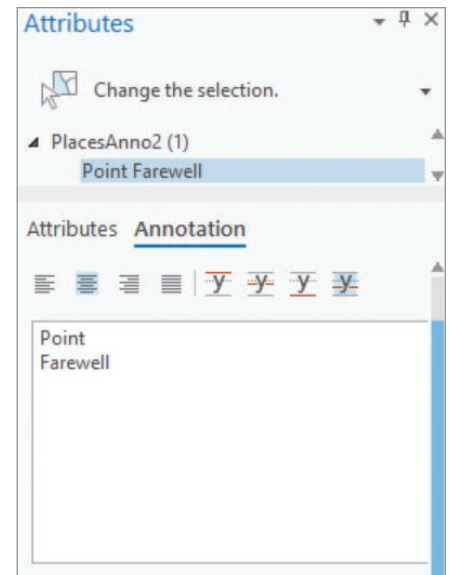 Attributes
Change the selection.
PlacesAnno2 (1)
Point Farewell
Attributes Annotation
y y y y
Point
Farewell